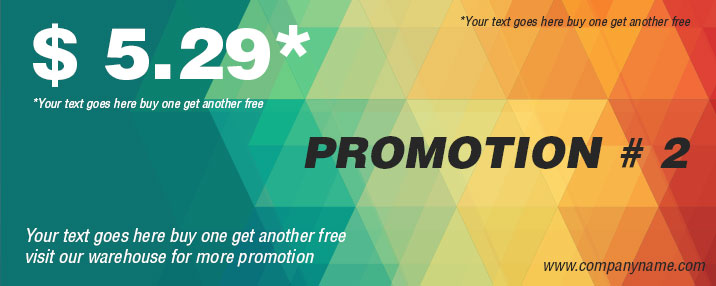 $ 5.29*
*Your text goes here buy one get another free
*Your text goes here buy one get another free
PROMOTION # 2
Your text goes here buy one get another free
visit our warehouse for more promotion
www.companyname.com